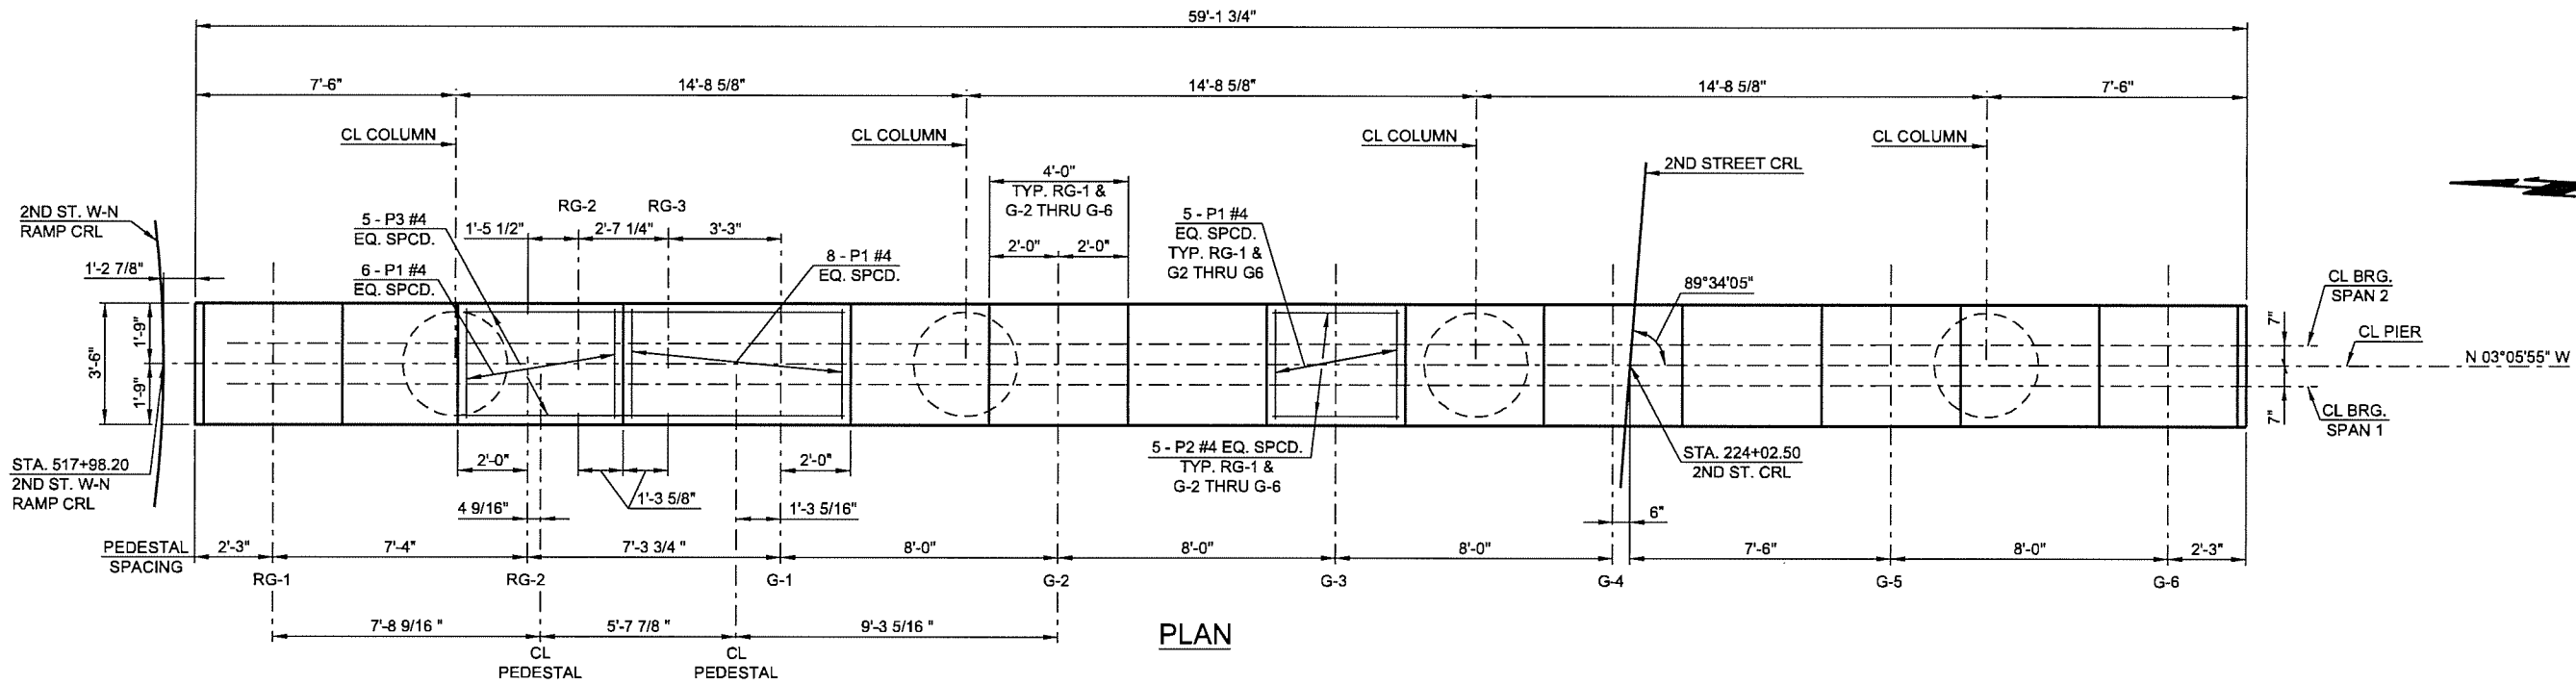 59'-1 3/4"
7'-6"
14'-8 5/8"
14'-8 5/8"
14'-8 5/8"
7'-6"
CL COLUMN
CL COLUMN
CL COLUMN
CL COLUMN
2ND STREET CRL
4'-0"
TYP. RG-1 &
G-2 THRU G-6
2'-0"
2'-0"
2ND ST. W-N
RAMP CRL
1'-2 7/8"
5 - P3 #4
EQ. SPCD.
6 - P1 #4
EQ. SPCD.
RG-2
RG-3
1'-5 1/2"
2'-7 1/4"
3'-3"
8 - P1 #4
EQ. SPCD.
5 - P1 #4
EQ. SPCD.
TYP. RG-1 &
G2 THRU G6
89°34'05"
CL BRG.
SPAN 2
CL PIER
N 03°05'55" W
CL BRG.
SPAN 1
7"
7"
3'-6"
1'-9"
1'-9"
STA. 517+98.20
2ND ST. W-N
RAMP CRL
2'-0"
4 9/16"
1'-3 5/8"
2'-0"
1'-3 5/16"
5 - P2 #4 EQ. SPCD.
TYP. RG-1 &
G-2 THRU G-6
STA. 224+02.50
2ND ST. CRL
6"
PEDESTAL
SPACING
2'-3"
7'-4"
7'-3 3/4 "
8'-0"
8'-0"
8'-0"
7'-6"
8'-0"
2'-3"
RG-1
RG-2
G-1
G-2
G-3
G-4
G-5
G-6
7'-8 9/16 "
5'-7 7/8 "
9'-3 5/16 "
CL
PEDESTAL
CL
PEDESTAL
PLAN